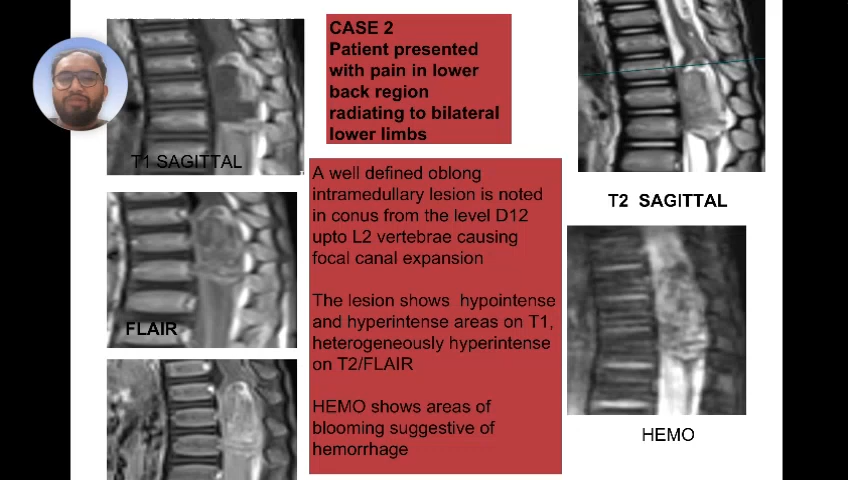 CASE 2
Patient presented
with pain in lower
back region
radiating to bilateral
lower limbs
T1 SAGITTAL
A well defined oblong
intramedullary lesion is noted
in conus from the level D12
upto L2 vertebrae causing
focal canal expansion
The lesion shows hypointense
and hyperintense areas on T1,
heterogeneously hyperintense
on T2/FLAIR
HEMO shows areas of
blooming suggestive of
hemorrhage
FLAIR
T2 SAGITTAL
HEMO